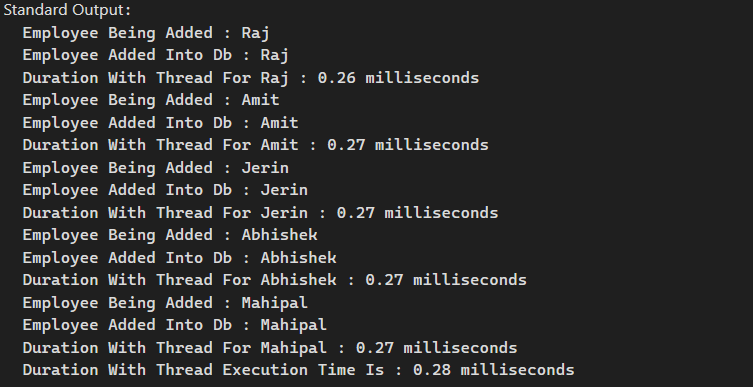 Standard Output:
Employee Being Added : Raj
Employee Added Into Db : Raj
Duration With Thread For Raj : 0.26 milliseconds
Employee Being Added : Amit
Employee Added Into Db : Amit
Duration With Thread For Amit : 0.27 milliseconds
Employee Being Added : Jerin
Employee Added Into Db : Jerin
Duration With Thread For Jerin : 0.27 milliseconds
Employee Being Added : Abhishek
Employee Added Into Db : Abhishek
Duration With Thread For Abhishek : 0.27 milliseconds
Employee Being Added : Mahipal
Employee Added Into Db : Mahipal
Duration With Thread For Mahipal : 0.27 milliseconds
Duration With Thread Execution Time Is : 0.28 milliseconds